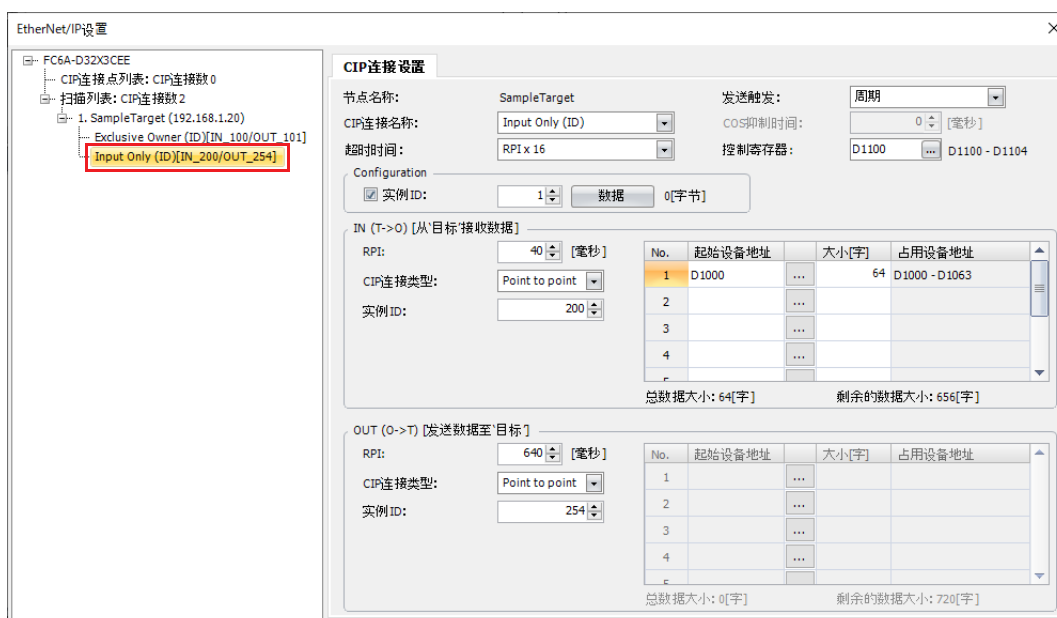 EtherNet/IP设置
FC6A-D32X3CEE
CIP连接点列表: CIP连接数0
扫描列表: CIP连接数2
1. SampleTarget (192.168.1.20)
Exclusive Owner (ID)[IN_100/OUT_101]
Input Only (ID)[IN_200/OUT_254]
CIP连接设置
节点名称: SampleTarget 发送触发: 周期
CIP连接名称: Input Only (ID) COS抑制时间: 0 [毫秒]
超时时间: RPI x 16 控制寄存器: D1100 ... D1100 - D1104
Configuration
实例ID: 1 数据 0[字节]
IN (T->O) [从'目标'接收数据]
RPI: 40 [毫秒]
CIP连接类型: Point to point
实例ID: 200
No. 起始设备地址 大小[字] 占用设备地址
1 D1000 ... 64 D1000 - D1063
2 ...
3 ...
4 ...
总数据大小: 64[字] 剩余的数据大小: 656[字]
OUT (O->T) [发送数据至'目标']
RPI: 640 [毫秒]
CIP连接类型: Point to point
实例ID: 254
No. 起始设备地址 大小[字] 占用设备地址
1 ...
2 ...
3 ...
4 ...
总数据大小: 0[字] 剩余的数据大小: 720[字]